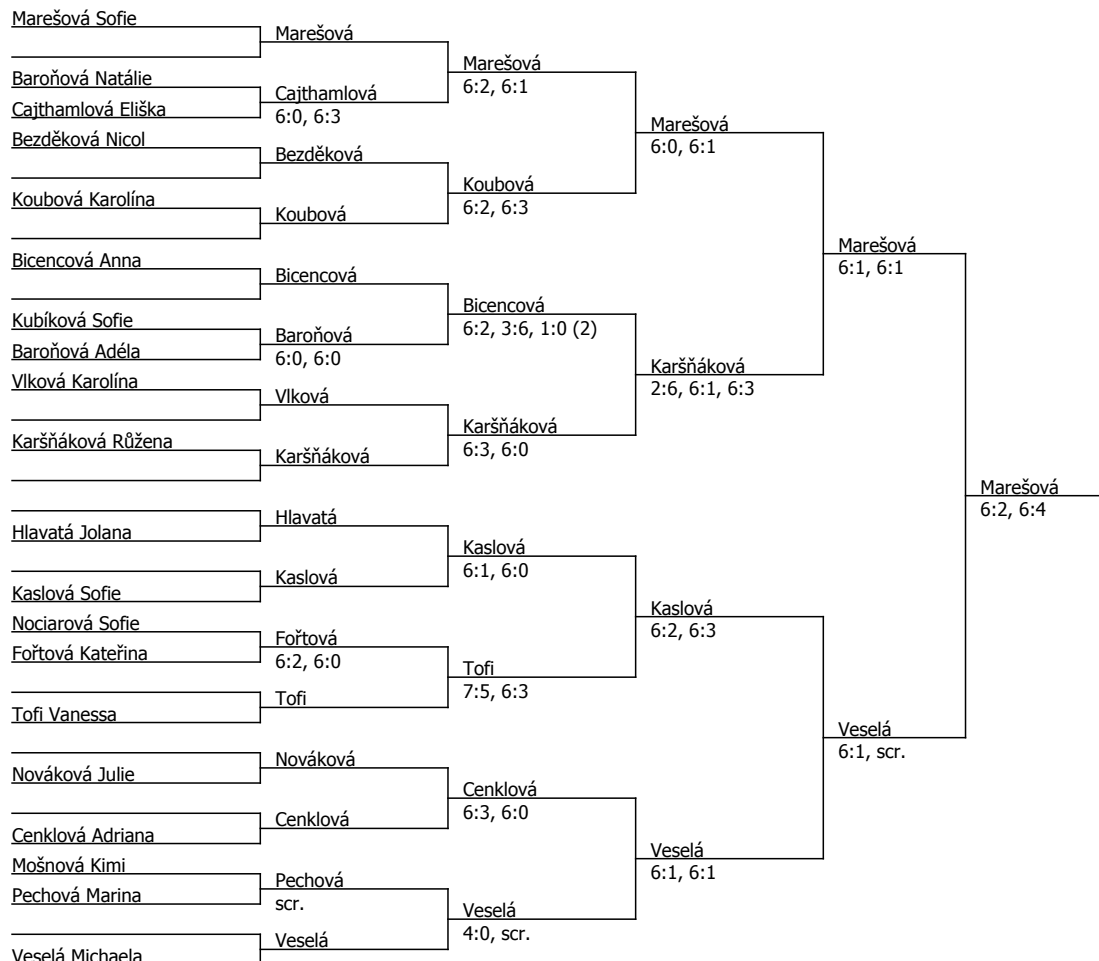 Marešová Sofie
Marešová
Marešová
6:2, 6:1
Baroňová Natálie
Cajthamlová
6:0, 6:3
Cajthamlová Eliška
Marešová
6:0, 6:1
Bezděková Nicol
Bezděková
Koubová
6:2, 6:3
Koubová Karolína
Koubová
Marešová
6:1, 6:1
Bicencová Anna
Bicencová
Bicencová
6:2, 3:6, 1:0 (2)
Kubíková Sofie
Baroňová
6:0, 6:0
Baroňová Adéla
Karšňáková
2:6, 6:1, 6:3
Vlková Karolína
Vlková
Karšňáková
6:3, 6:0
Karšňáková Růžena
Karšňáková
Marešová
6:2, 6:4
Hlavatá
Hlavatá Jolana
Kaslová
6:1, 6:0
Kaslová
Kaslová Sofie
Kaslová
6:2, 6:3
Nociarová Sofie
Fořtová
6:2, 6:0
Fořtová Kateřina
Tofi
7:5, 6:3
Tofi
Tofi Vanessa
Veselá
6:1, scr.
Nováková
Nováková Julie
Cenklová
6:3, 6:0
Cenklová
Cenklová Adriana
Veselá
6:1, 6:1
Mošnová Kimi
Pechová
scr.
Pechová Marina
Veselá
4:0, scr.
Veselá
Veselá Michaela